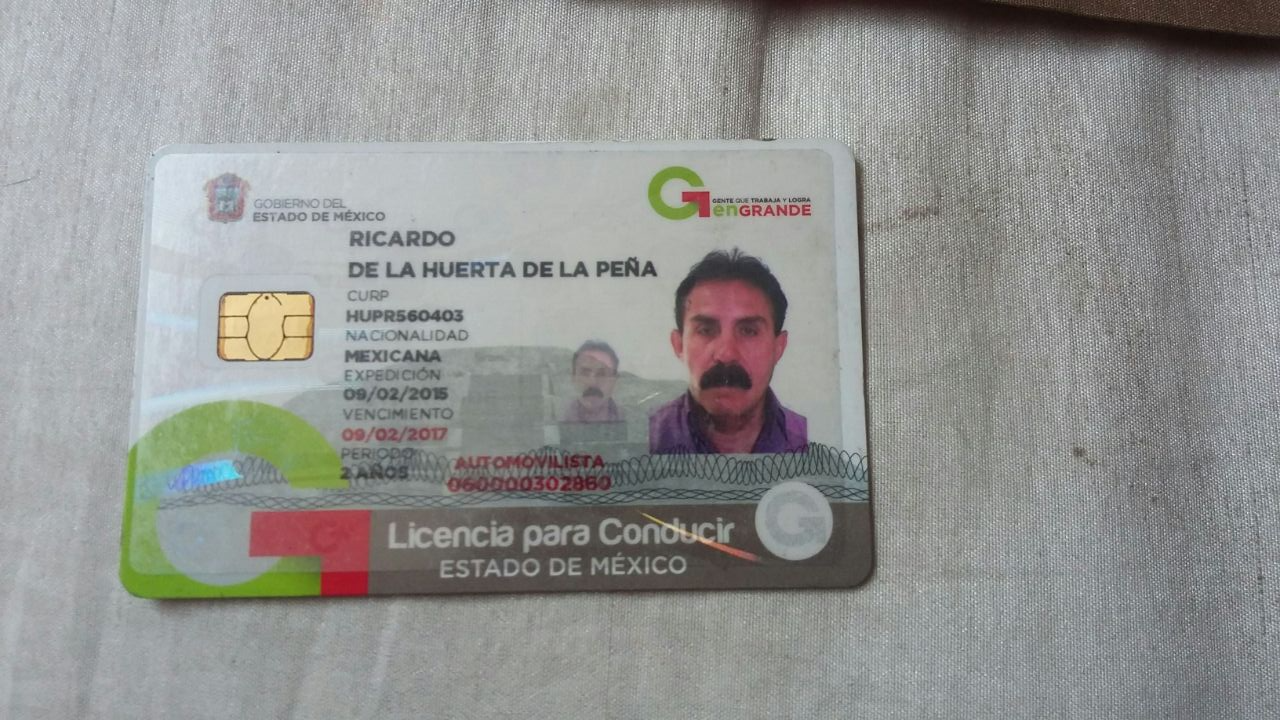 GOBIERNO DEL
ESTADO DE MÉXICO
GENTE QUE TRABAJA Y LOGRA
enGRANDE
RICARDO
DE LA HUERTA DE LA PEÑA
CURP
HUPR560403
NACIONALIDAD
MEXICANA
EXPEDICIÓN
09/02/2015
VENCIMIENTO
09/02/2017
PERIODO
2 AÑOS
AUTOMOVILISTA
060000302860
Licencia para Conducir
ESTADO DE MÉXICO